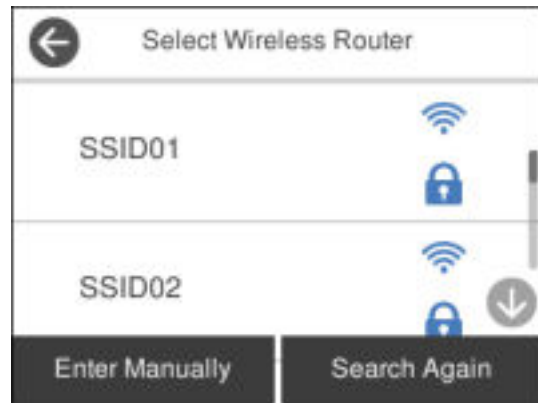 Select Wireless Router
SSID01
SSID02
Enter Manually
Search Again